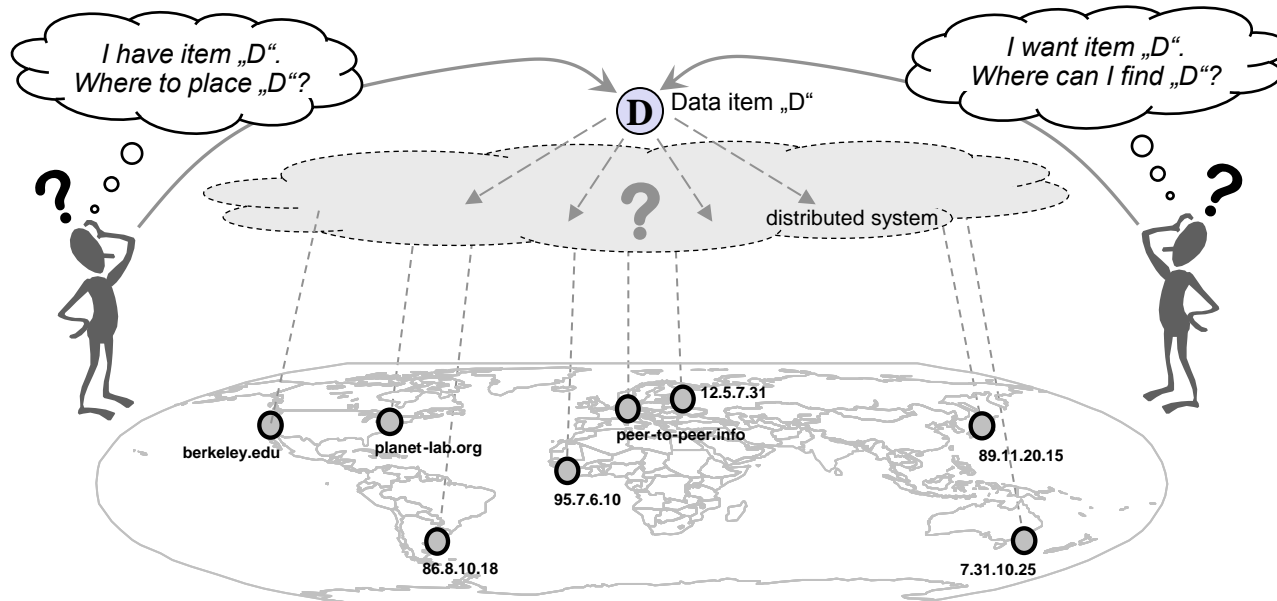 I have item „D“.
Where to place „D“?
I want item „D“.
Where can I find „D“?
D
Data item „D“
?
?
?
distributed system
12.5.7.31
berkeley.edu
planet-lab.org
peer-to-peer.info
89.11.20.15
95.7.6.10
86.8.10.18
7.31.10.25